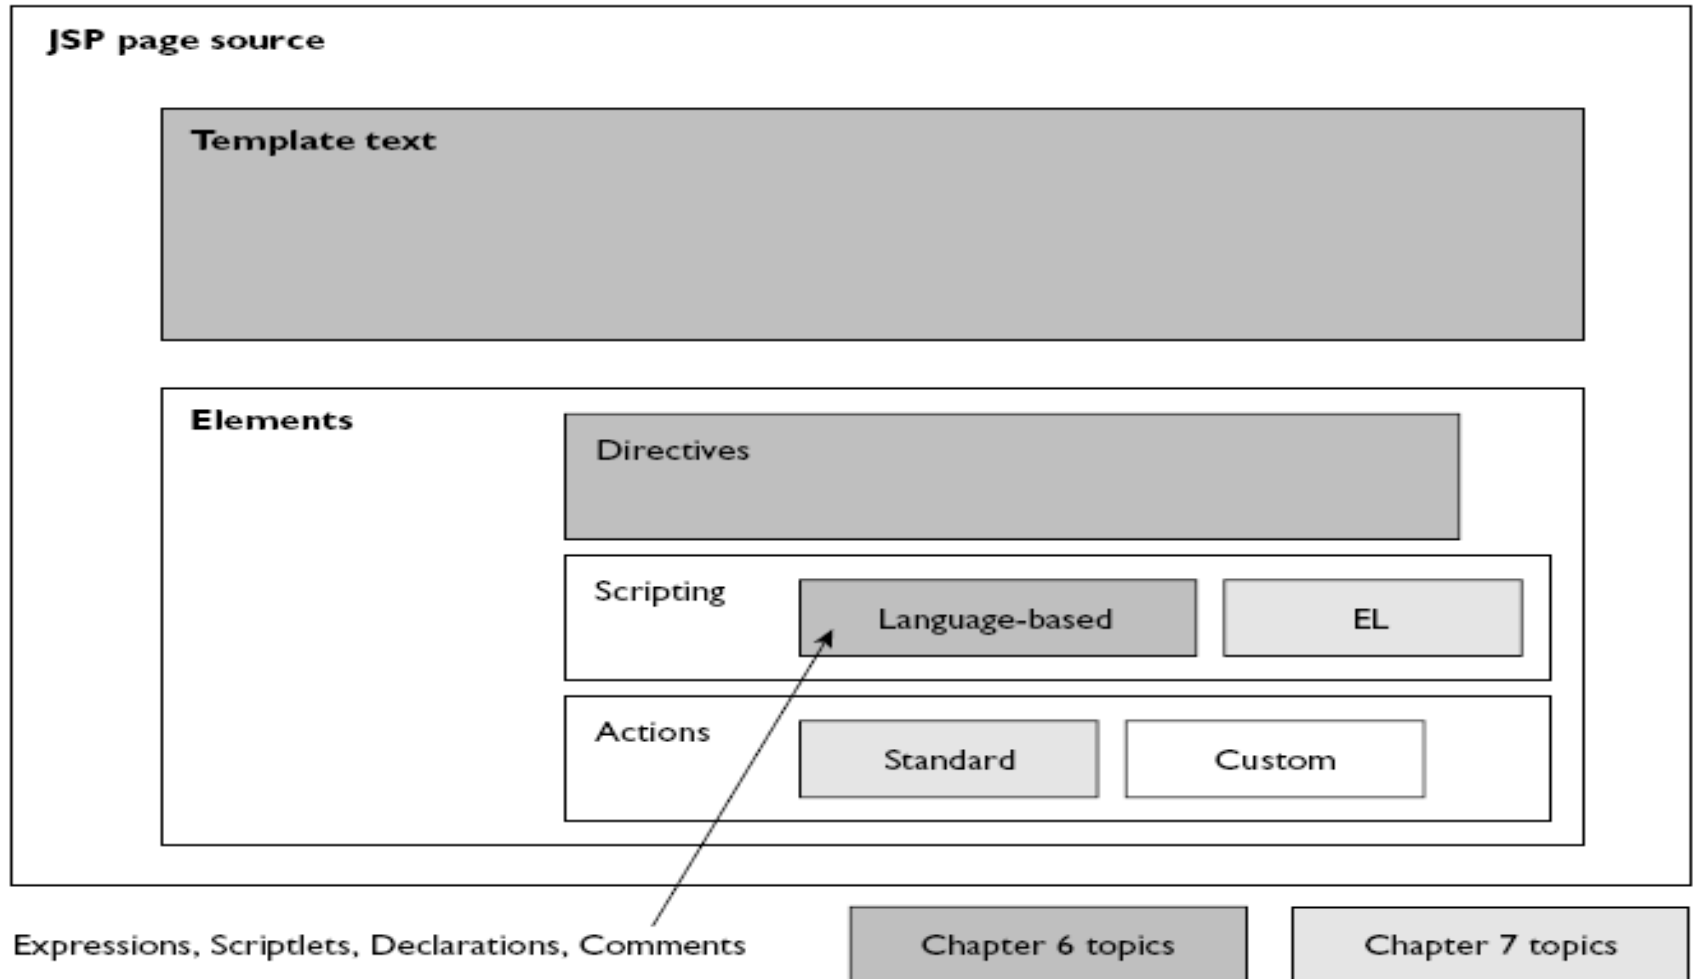 JSP page source
Template text
Elements
Directives
Scripting
Language-based
EL
Actions
Standard
Custom
Expressions, Scriptlets, Declarations, Comments
Chapter 6 topics
Chapter 7 topics